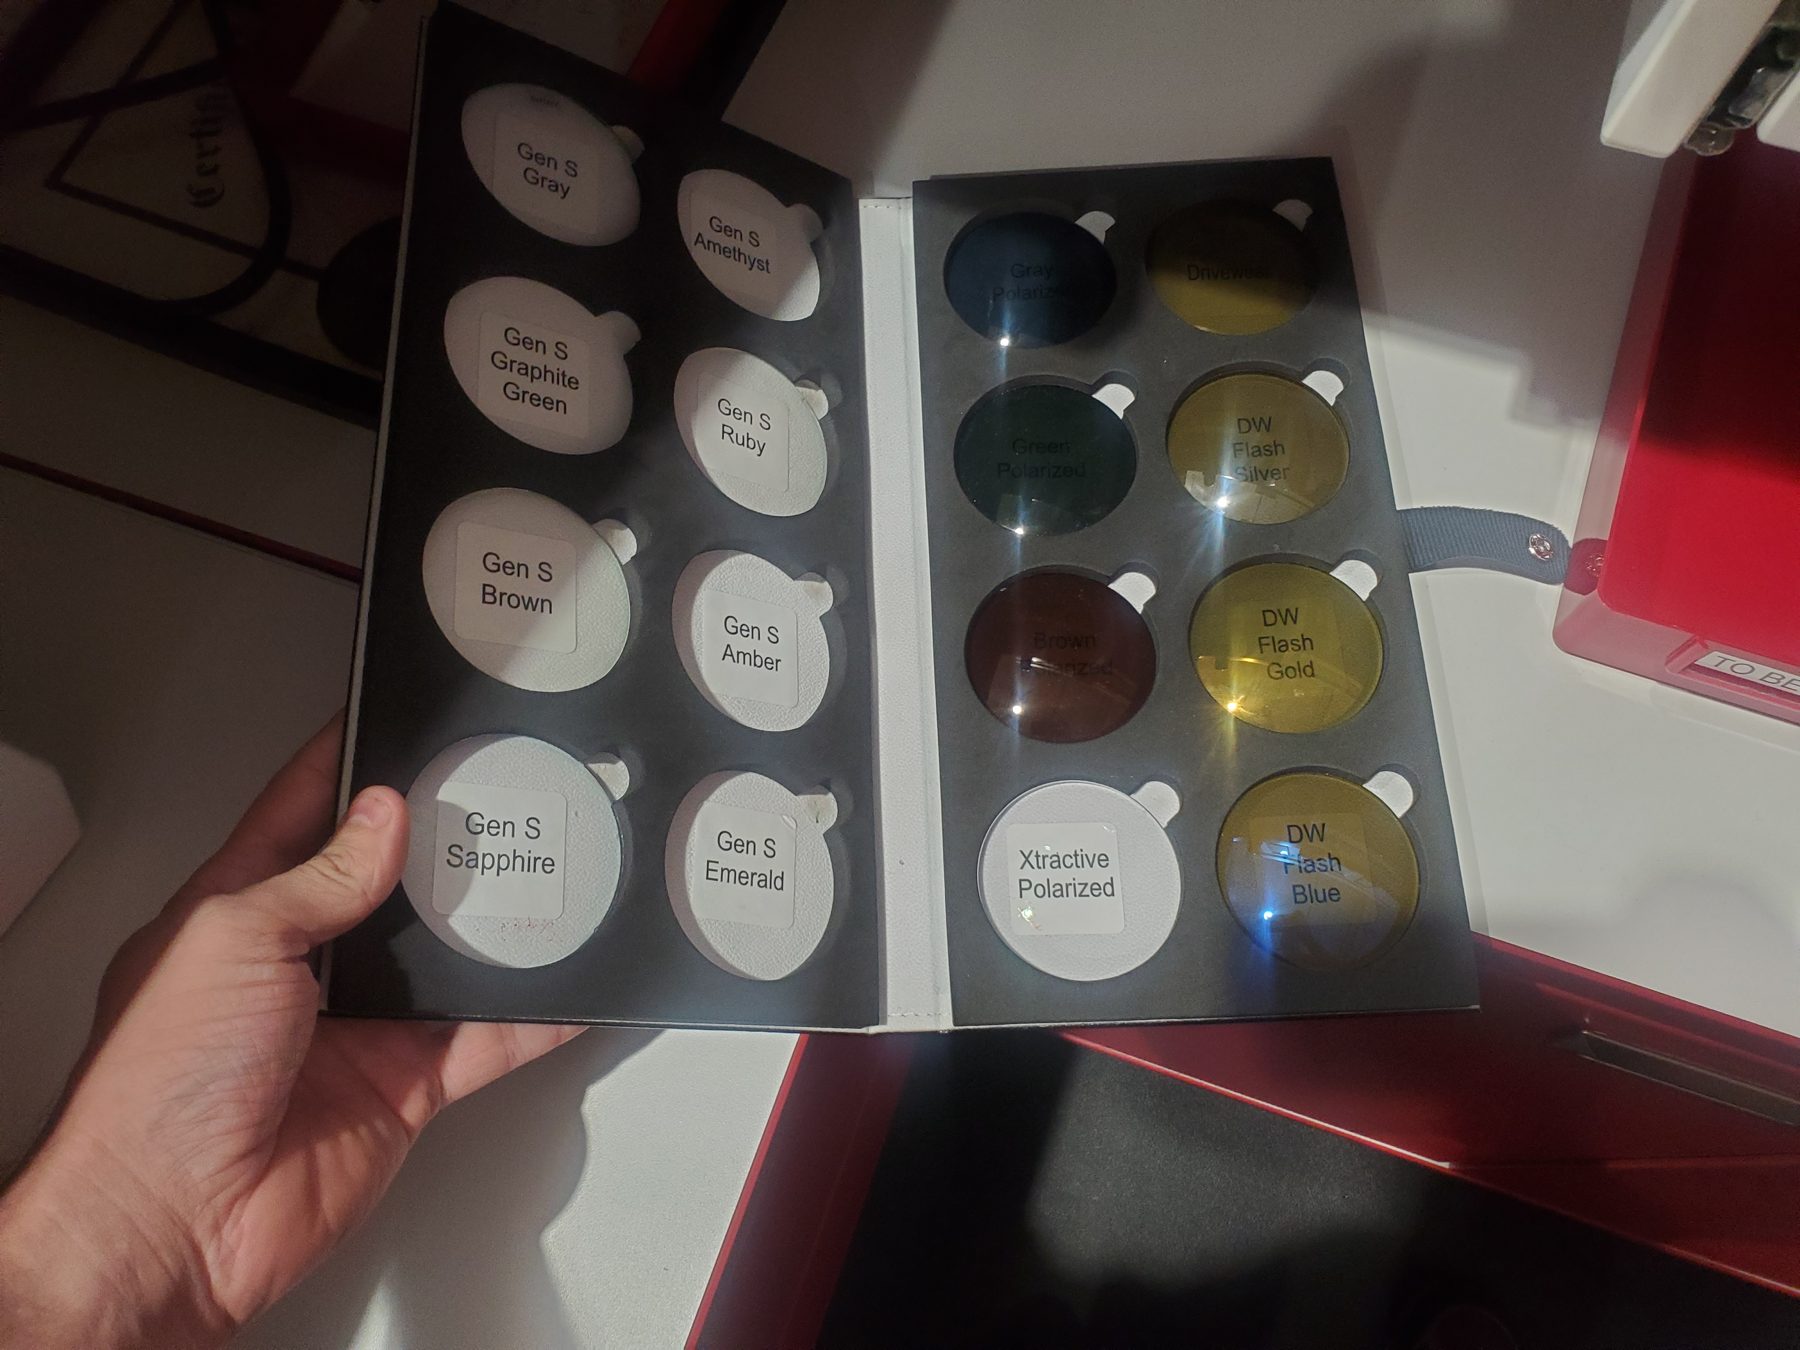 Gen S
Gray
Gen S
Amethyst
Gen S
Graphite
Green
Gen S
Ruby
Gen S
Brown
Gen S
Amber
Gen S
Sapphire
Gen S
Emerald
Gray
Polarized
Drivewear
Green
Polarized
DW
Flash
Silver
Brown
Polarized
DW
Flash
Gold
Xtractive
Polarized
DW
Flash
Blue
TO BE